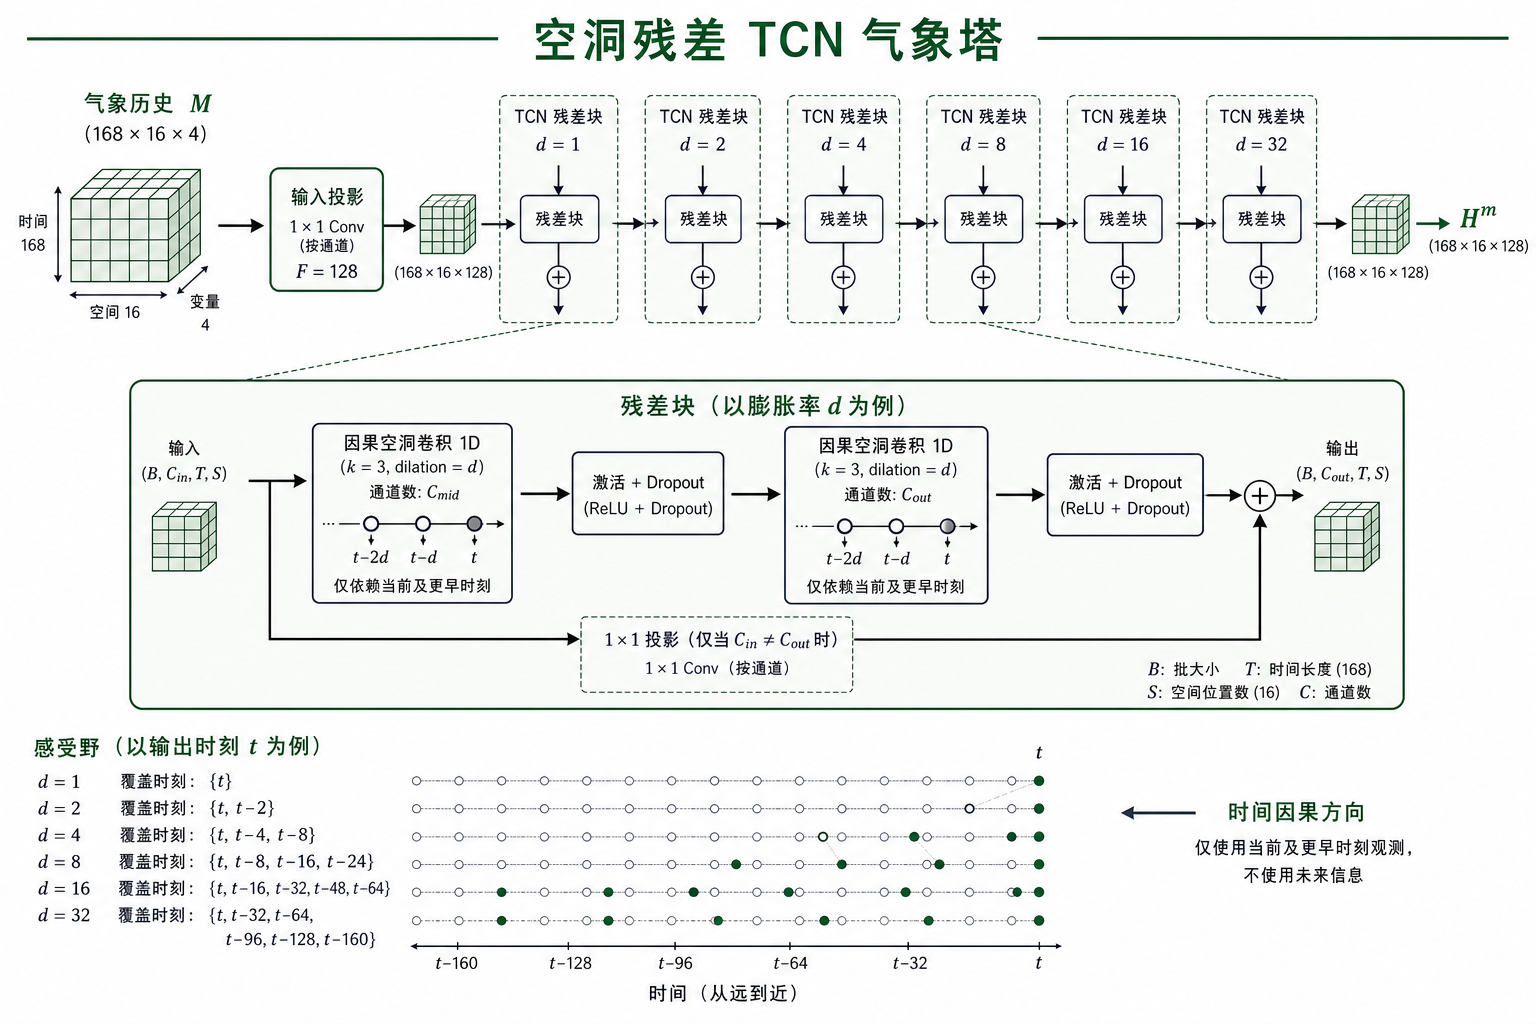 空洞残差 TCN 气象塔
气象历史 M
(168 × 16 × 4)
时间
168
空间 16
变量
4
输入投影
1 × 1 Conv
(按通道)
F = 128
(168 × 16 × 128)
TCN 残差块
d = 1
残差块
+
TCN 残差块
d = 2
残差块
+
TCN 残差块
d = 4
残差块
+
TCN 残差块
d = 8
残差块
+
TCN 残差块
d = 16
残差块
+
TCN 残差块
d = 32
残差块
+
(168 × 16 × 128)
Hᵐ
(168 × 16 × 128)
残差块（以膨胀率 d 为例）
输入
(B, C_in, T, S)
因果空洞卷积 1D
(k = 3, dilation = d)
通道数: C_mid
···
t−2d t−d t
仅依赖当前及更早时刻
激活 + Dropout
(ReLU + Dropout)
因果空洞卷积 1D
(k = 3, dilation = d)
通道数: C_out
···
t−2d t−d t
仅依赖当前及更早时刻
激活 + Dropout
(ReLU + Dropout)
+
输出
(B, C_out, T, S)
1 × 1 投影（仅当 C_in ≠ C_out 时）
1 × 1 Conv（按通道）
B: 批大小 T: 时间长度 (168)
S: 空间位置数 (16) C: 通道数
感受野（以输出时刻 t 为例）
t
d = 1 覆盖时刻: {t}
d = 2 覆盖时刻: {t, t−2}
d = 4 覆盖时刻: {t, t−4, t−8}
d = 8 覆盖时刻: {t, t−8, t−16, t−24}
d = 16 覆盖时刻: {t, t−16, t−32, t−48, t−64}
d = 32 覆盖时刻: {t, t−32, t−64,
t−96, t−128, t−160}
t−160 t−128 t−96 t−64 t−32 t
时间（从远到近）
时间因果方向
仅使用当前及更早时刻观测，
不使用未来信息